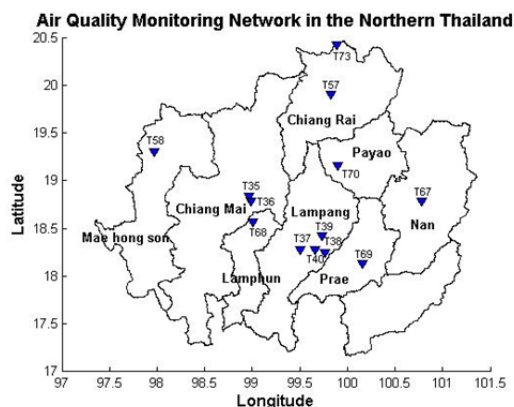 Air Quality Monitoring Network in the Northern Thailand
20.5
T73
20
T57
Chiang Rai
19.5
T58
Payao
19
T70
T35
T36
T67
Chiang Mai
Lampang
18.5
T68
T39
Nan
Mae hong son
T37
T38
T40
T69
18
Lamphun
Prae
17.5
17
Latitude
97
97.5
98
98.5
99
99.5
100
100.5
101
101.5
Longitude